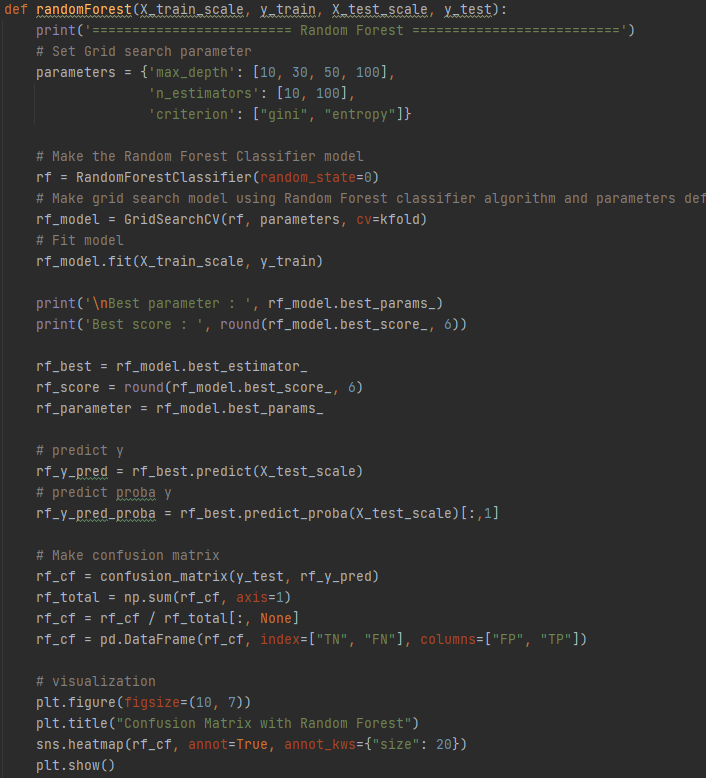 def randomForest(X_train_scale, y_train, X_test_scale, y_test):
    print('========================= Random Forest ==========================')
    # Set Grid search parameter
    parameters = {'max_depth': [10, 30, 50, 100],
                  'n_estimators': [10, 100],
                  'criterion': ["gini", "entropy"]}

    # Make the Random Forest Classifier model
    rf = RandomForestClassifier(random_state=0)
    # Make grid search model using Random Forest classifier algorithm and parameters def
    rf_model = GridSearchCV(rf, parameters, cv=kfold)
    # Fit model
    rf_model.fit(X_train_scale, y_train)

    print('\nBest parameter : ', rf_model.best_params_)
    print('Best score : ', round(rf_model.best_score_, 6))

    rf_best = rf_model.best_estimator_
    rf_score = round(rf_model.best_score_, 6)
    rf_parameter = rf_model.best_params_

    # predict y
    rf_y_pred = rf_best.predict(X_test_scale)
    # predict proba y
    rf_y_pred_proba = rf_best.predict_proba(X_test_scale)[:,1]

    # Make confusion matrix
    rf_cf = confusion_matrix(y_test, rf_y_pred)
    rf_total = np.sum(rf_cf, axis=1)
    rf_cf = rf_cf / rf_total[:, None]
    rf_cf = pd.DataFrame(rf_cf, index=["TN", "FN"], columns=["FP", "TP"])

    # visualization
    plt.figure(figsize=(10, 7))
    plt.title("Confusion Matrix with Random Forest")
    sns.heatmap(rf_cf, annot=True, annot_kws={"size": 20})
    plt.show()